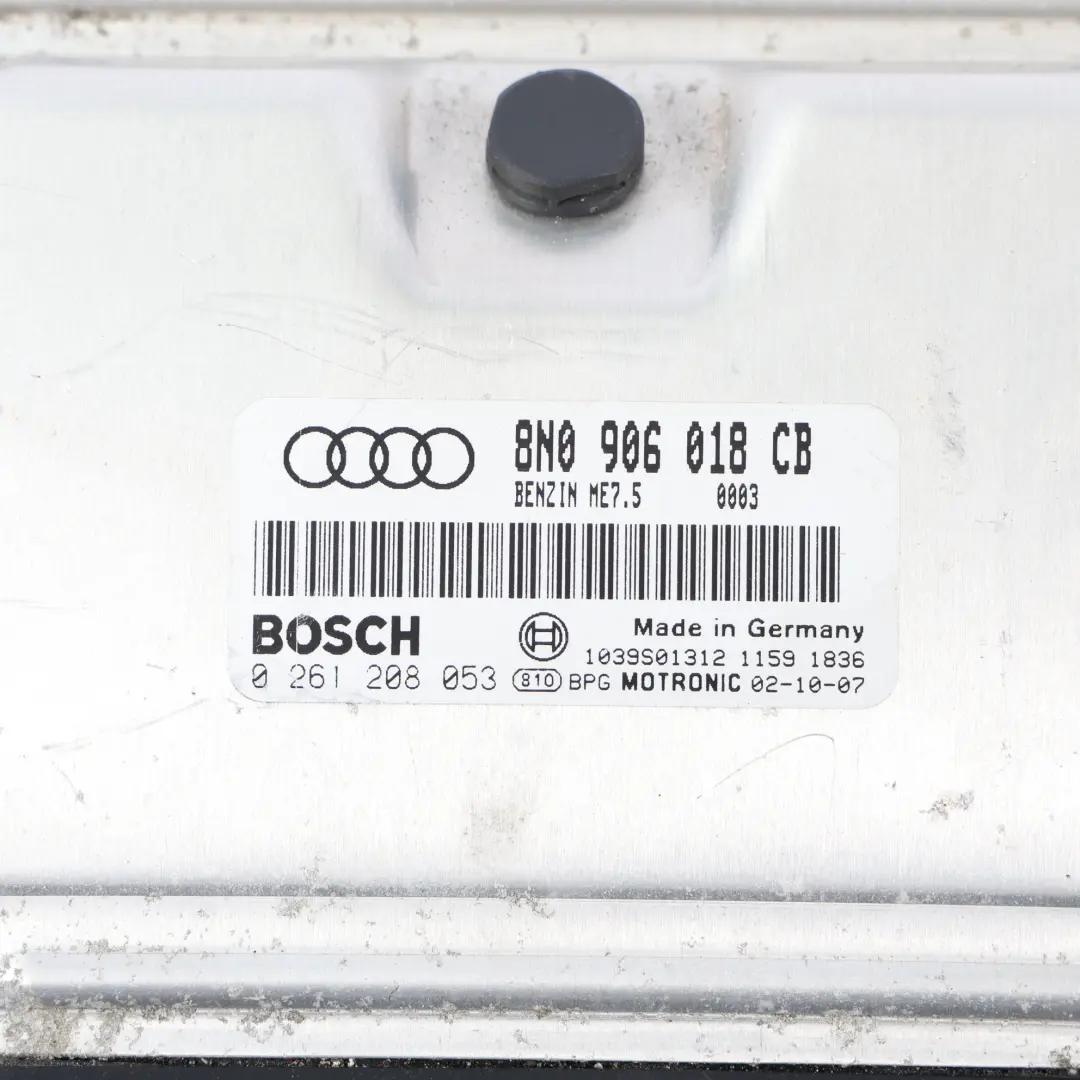 8N0 906 018 CB
BENZIN ME7.5 0003
BOSCH
Made in Germany
1039S01312 1159 1836
0 261 208 053 810 BPG MOTRONIC 02-10-07